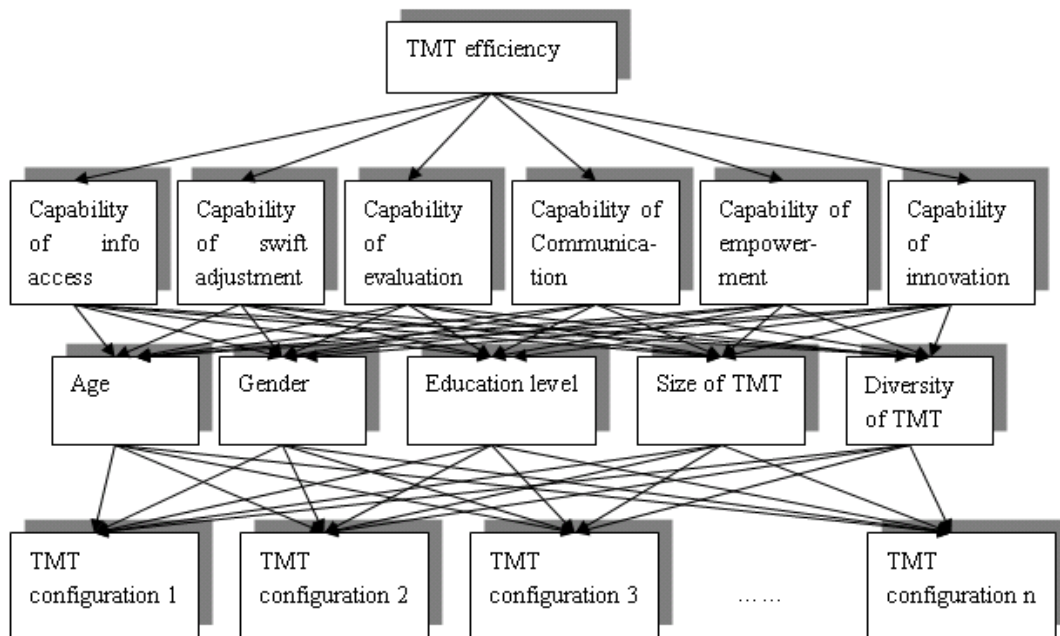 TMT efficiency
Capability
of info
access
Capability
of swift
adjustment
Capability
of
evaluation
Capability of
Communica-
tion
Capability of
empower-
ment
Capability
of
innovation
Age
Gender
Education level
Size of TMT
Diversity
of TMT
TMT
configuration 1
TMT
configuration 2
TMT
configuration 3
……
TMT
configuration n